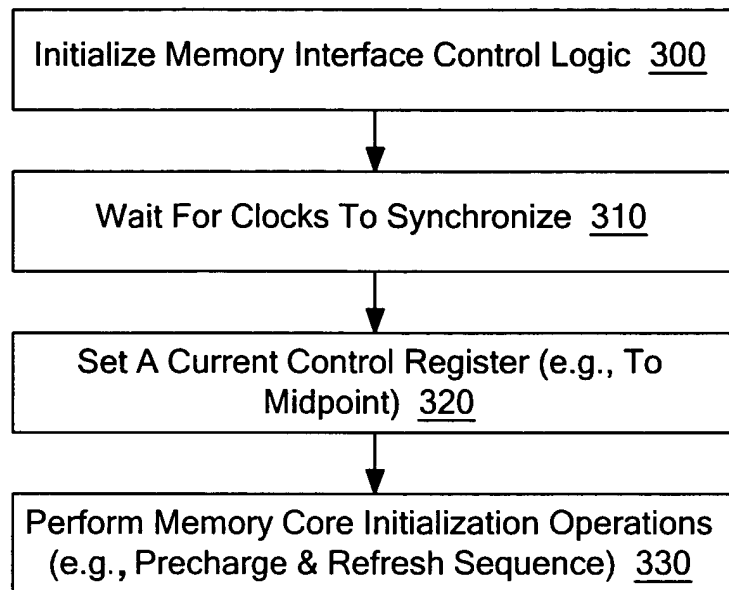 Initialize Memory Interface Control Logic 300
Wait For Clocks To Synchronize 310
Set A Current Control Register (e.g., To
Midpoint) 320
Perform Memory Core Initialization Operations
(e.g., Precharge & Refresh Sequence) 330